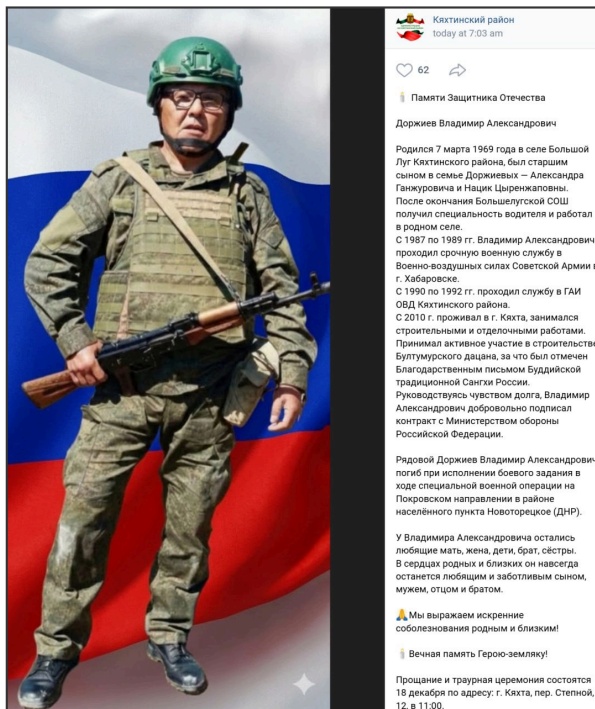 Кяхтинский район
today at 7:03 am
62
Памяти Защитника Отечества
Доржиев Владимир Александрович
Родился 7 марта 1969 года в селе Большой
Луг Кяхтинского района, был старшим
сыном в семье Доржиевых — Александра
Ганжуровича и Нацик Цыренжаповны.
После окончания Большелугской СОШ
получил специальность водителя и работал
в родном селе.
С 1987 по 1989 гг. Владимир Александрович
проходил срочную военную службу в
Военно-воздушных силах Советской Армии в
г. Хабаровске.
С 1990 по 1992 гг. проходил службу в ГАИ
ОВД Кяхтинского района.
С 2010 г. проживал в г. Кяхта, занимался
строительными и отделочными работами.
Принимал активное участие в строительстве
Бултумурского дацана, за что был отмечен
Благодарственным письмом Буддийской
традиционной Сангхи России.
Руководствуясь чувством долга, Владимир
Александрович добровольно подписал
контракт с Министерством обороны
Российской Федерации.
Рядовой Доржиев Владимир Александрович
погиб при исполнении боевого задания в
ходе специальной военной операции на
Покровском направлении в районе
населённого пункта Новоторецкое (ДНР).
У Владимира Александровича остались
любящие мать, жена, дети, брат, сёстры.
В сердцах родных и близких он навсегда
останется любящим и заботливым сыном,
мужем, отцом и братом.
Мы выражаем искренние
соболезнования родным и близким!
Вечная память Герою-земляку!
Прощание и траурная церемония состоятся
18 декабря по адресу: г. Кяхта, пер. Степной,
12, в 11:00.